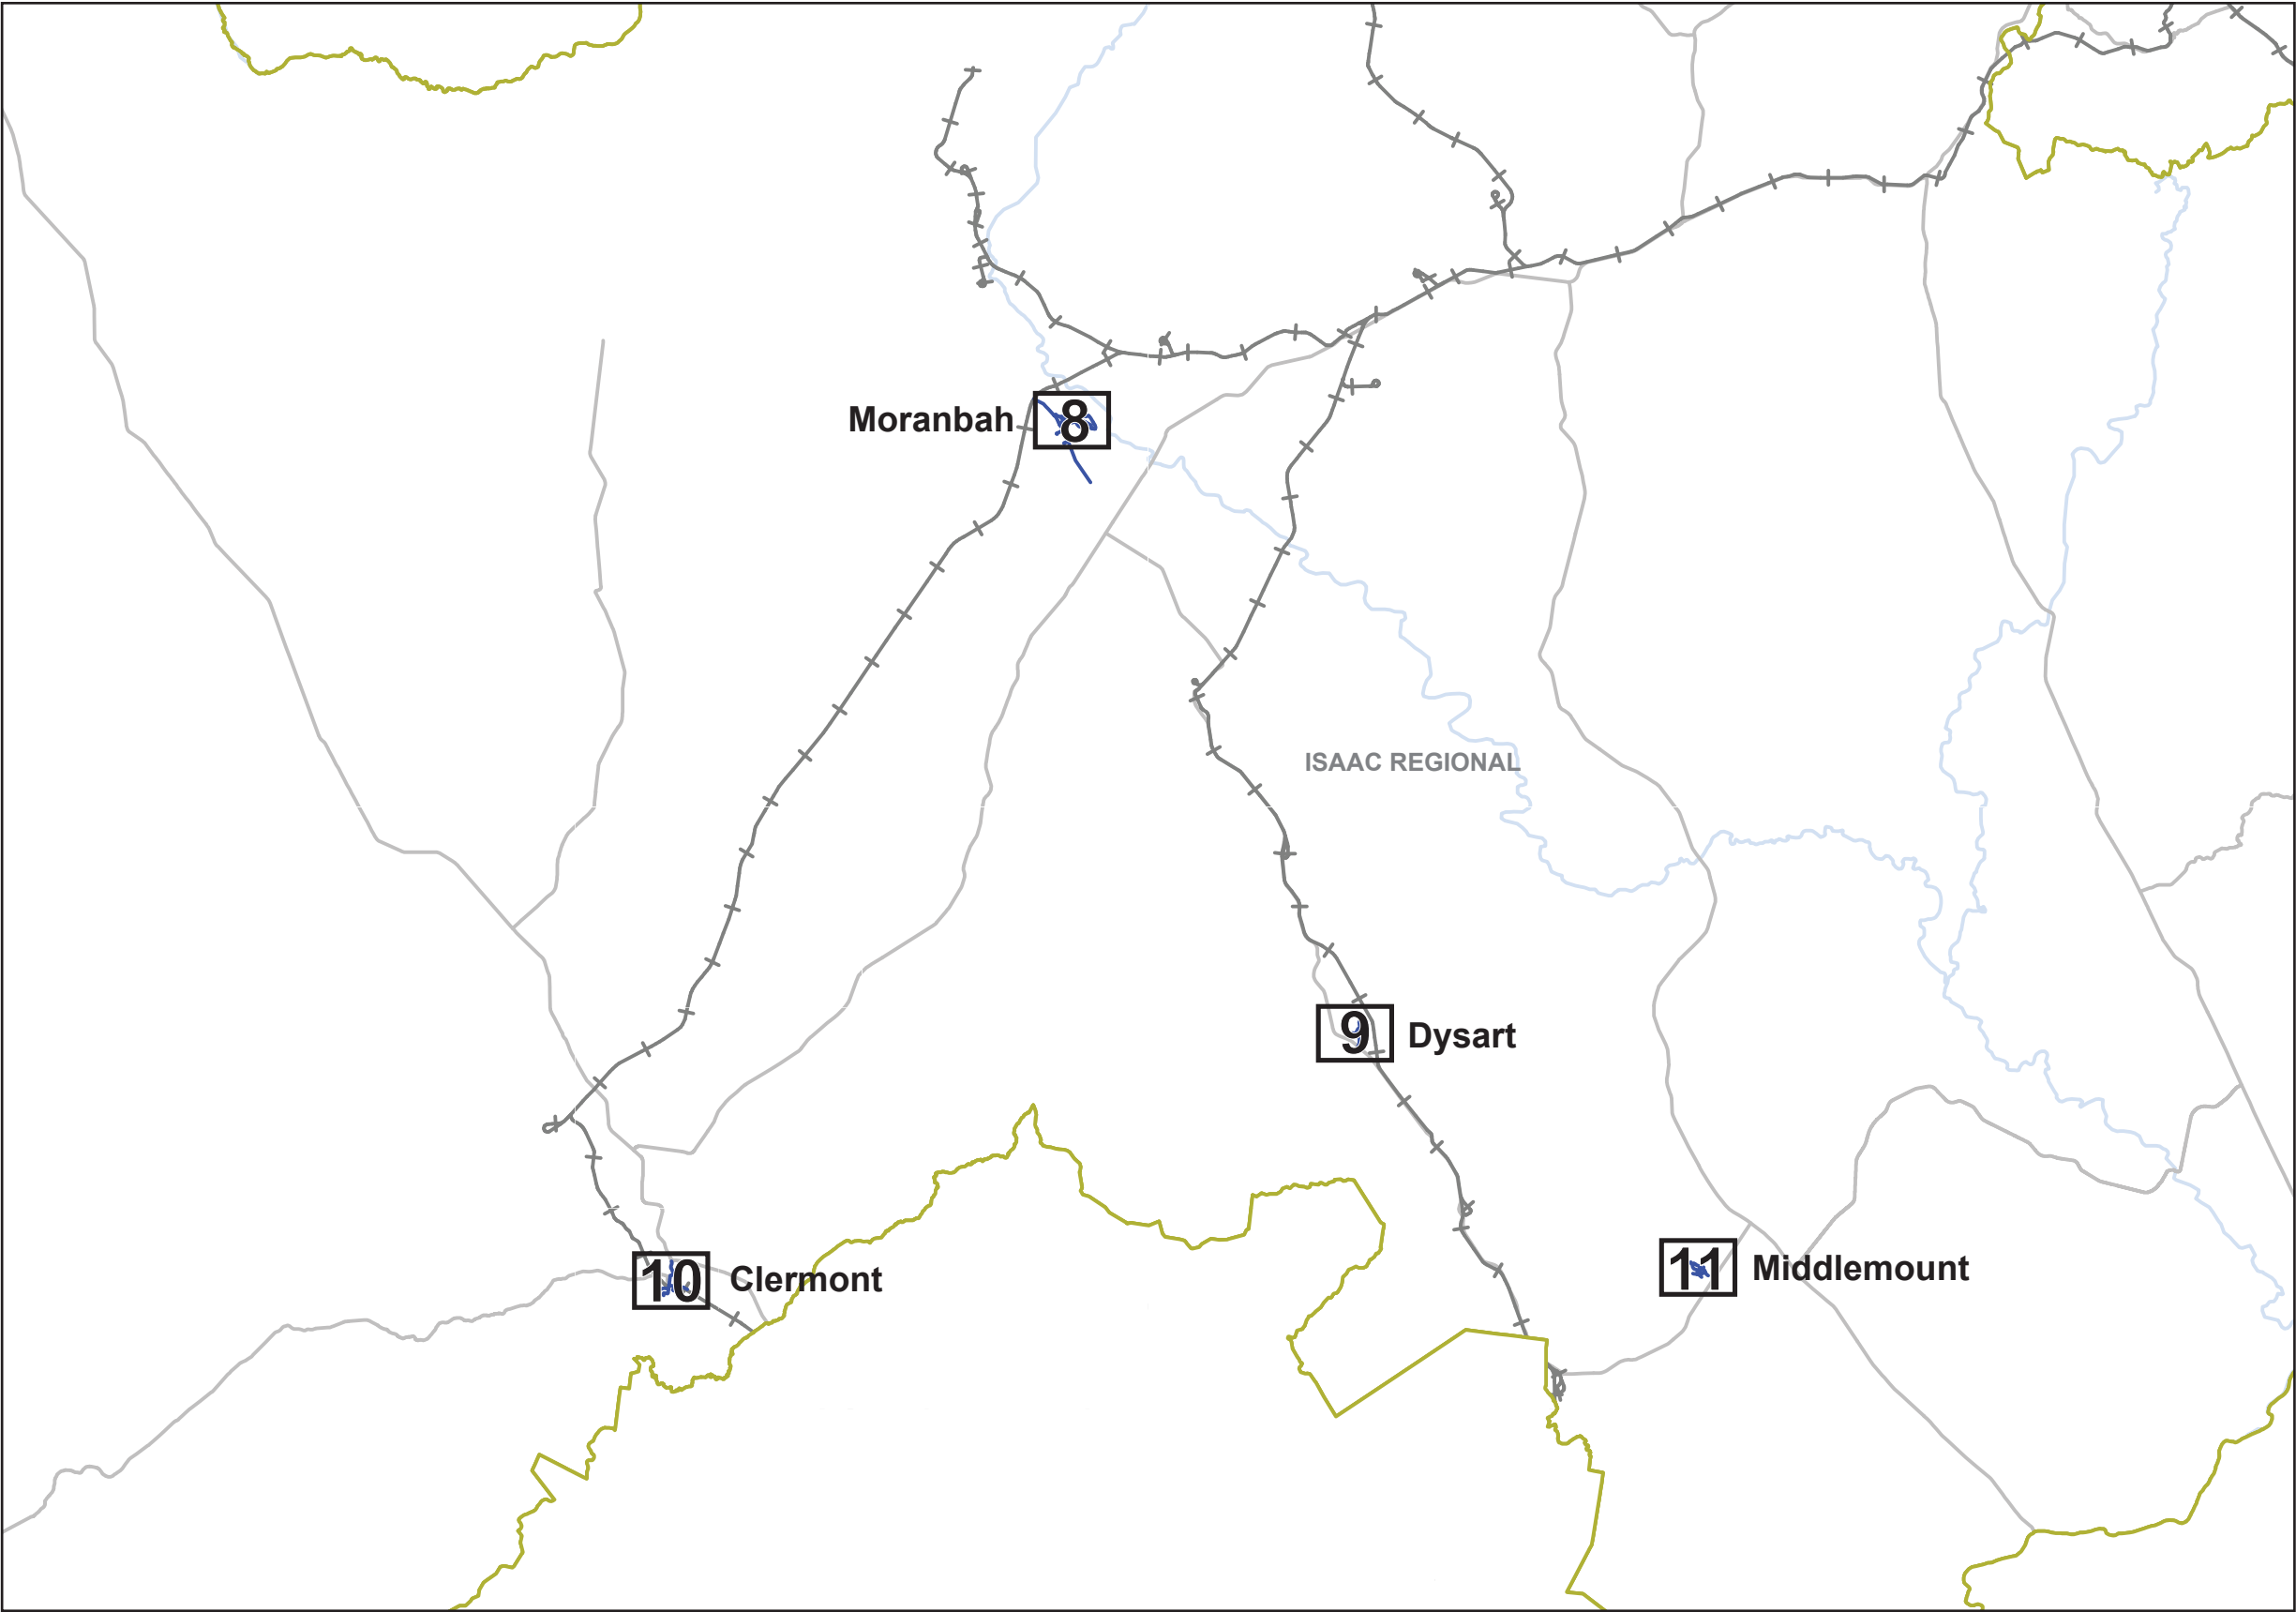 Moranbah 8
ISAAC REGIONAL
9 Dysart
11 Middlemount
10 Clermont